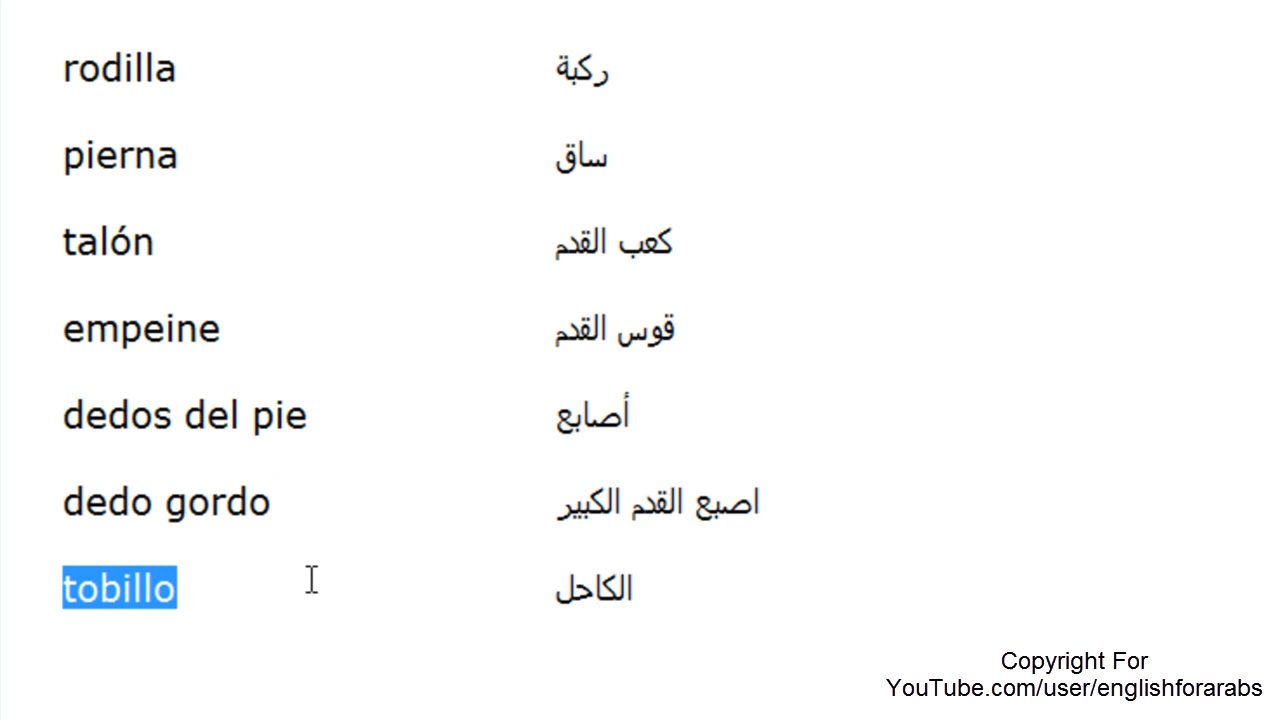 rodilla ركبة
pierna ساق
talón كعب القدم
empeine قوس القدم
dedos del pie أصابع
dedo gordo اصبع القدم الكبير
tobillo الكاحل
Copyright For
YouTube.com/user/englishforarabs